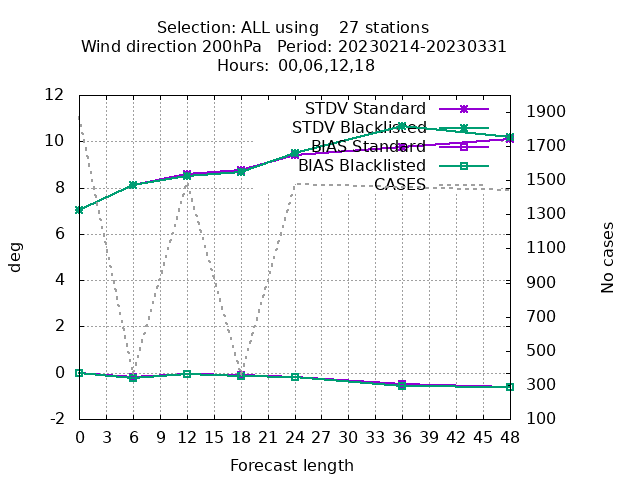 Selection: ALL using    27 stations
Wind direction 200hPa   Period: 20230214-20230331
Hours:  00,06,12,18
STDV Standard
STDV Blacklisted
BIAS Standard
BIAS Blacklisted
CASES
12
10
8
6
4
2
0
-2
deg
1900
1700
1500
1300
1100
900
700
500
300
100
No cases
0 3 6 9 12 15 18 21 24 27 30 33 36 39 42 45 48
Forecast length